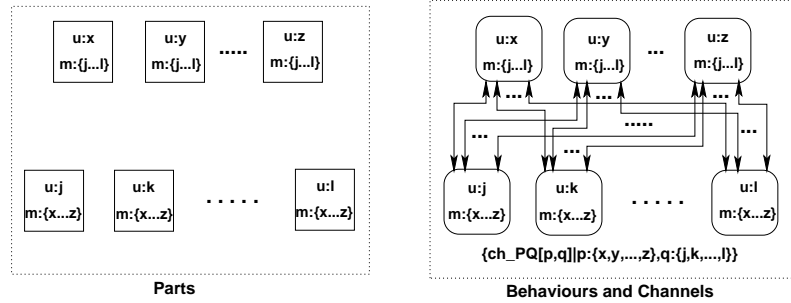 u:x u:y ..... u:z
m:{j...l} m:{j...l} m:{j...l}
u:j u:k ..... u:l
m:{x...z} m:{x...z} m:{x...z}
Parts
u:x u:y ... u:z
m:{j...l} m:{j...l} m:{j...l}
... ... ...
... ..... ...
... ...
u:j u:k ..... u:l
m:{x...z} m:{x...z} m:{x...z}
{ch_PQ[p,q]|p:{x,y,...,z},q:{j,k,...,l}}
Behaviours and Channels